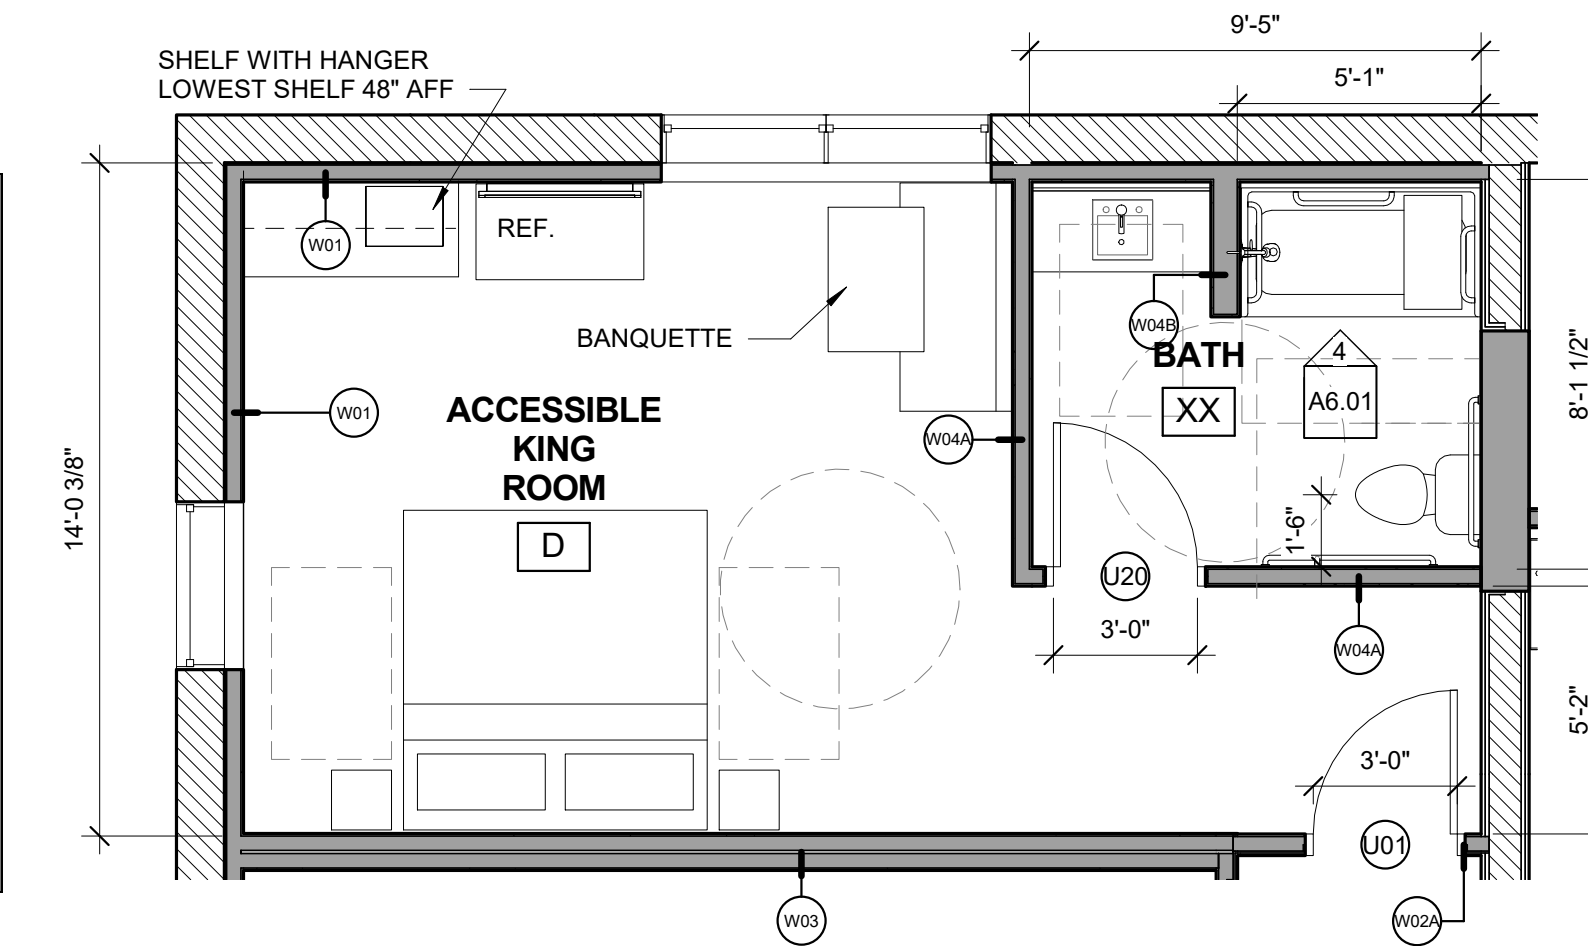 9'-5"
SHELF WITH HANGER
LOWEST SHELF 48" AFF
5'-1"
W01
REF.
W04B
BANQUETTE
BATH
4
8'-1 1/2"
A6.01
XX
W01
ACCESSIBLE
KING
ROOM
W04A
14'-0 3/8"
D
1'-6"
U20
3'-0"
W04A
5'-2"
3'-0"
U01
W03
W02A